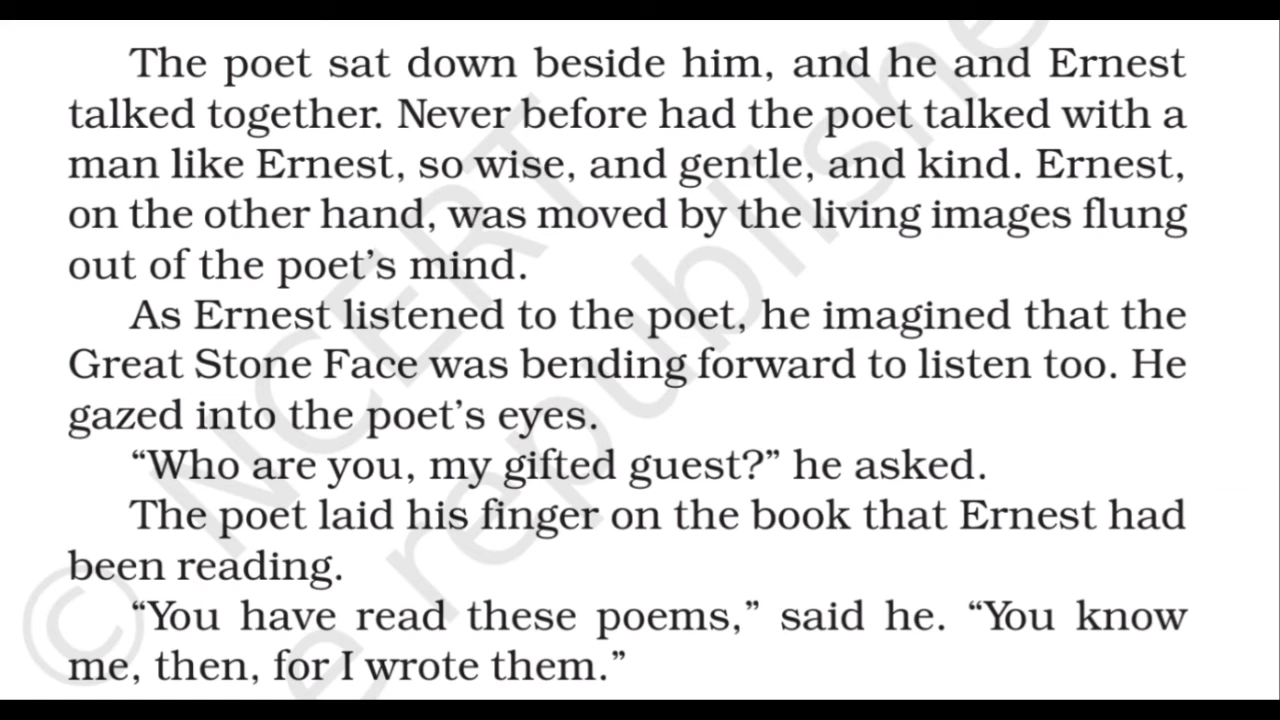 The poet sat down beside him, and he and Ernest
talked together. Never before had the poet talked with a
man like Ernest, so wise, and gentle, and kind. Ernest,
on the other hand, was moved by the living images flung
out of the poet’s mind.
As Ernest listened to the poet, he imagined that the
Great Stone Face was bending forward to listen too. He
gazed into the poet’s eyes.
“Who are you, my gifted guest?” he asked.
The poet laid his finger on the book that Ernest had
been reading.
“You have read these poems,” said he. “You know
me, then, for I wrote them.”
© NCERT
e republishe